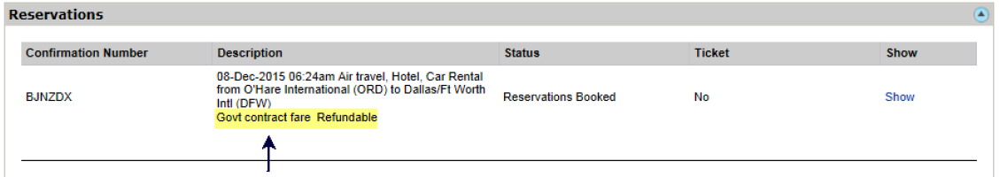 Reservations
Confirmation Number Description Status Ticket Show
08-Dec-2015 06:24am Air travel, Hotel, Car Rental
from O'Hare International (ORD) to Dallas/Ft Worth
Intl (DFW)
BJNZDX Reservations Booked No Show
Govt contract fare Refundable